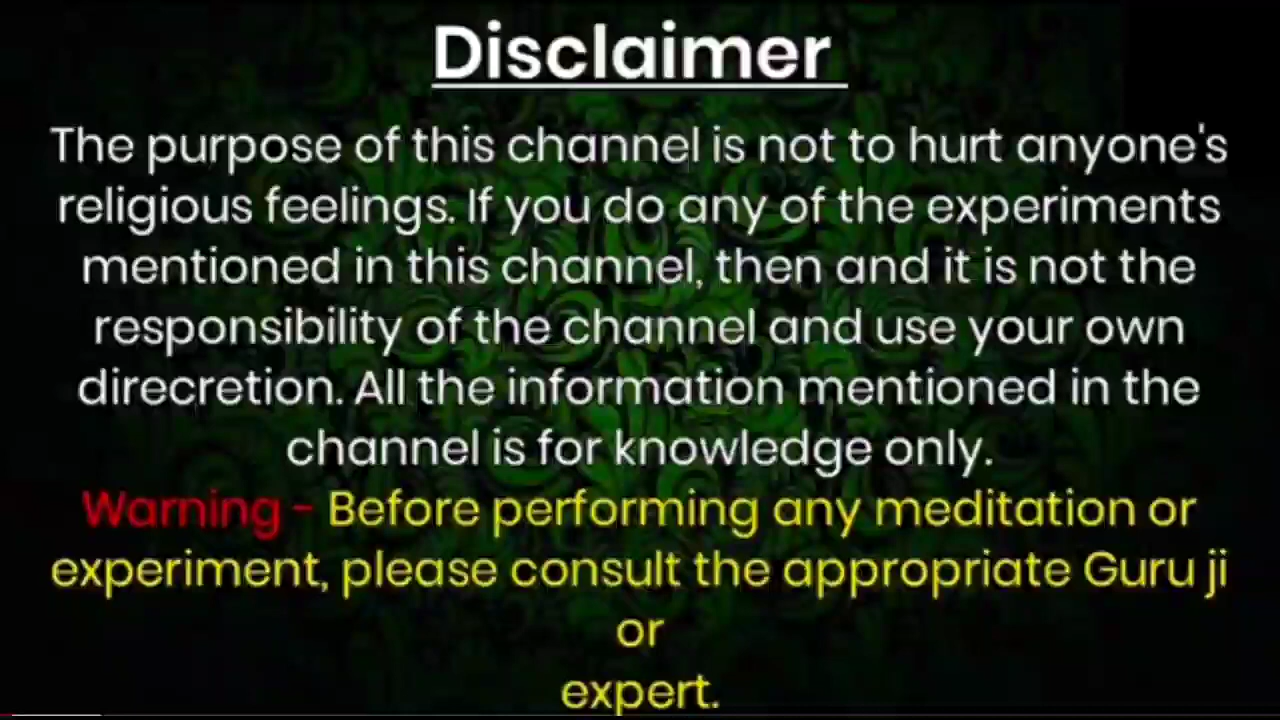 Disclaimer
The purpose of this channel is not to hurt anyone's
religious feelings. If you do any of the experiments
mentioned in this channel, then and it is not the
responsibility of the channel and use your own
direcretion. All the information mentioned in the
channel is for knowledge only.
Warning - Before performing any meditation or
experiment, please consult the appropriate Guru ji
or
expert.